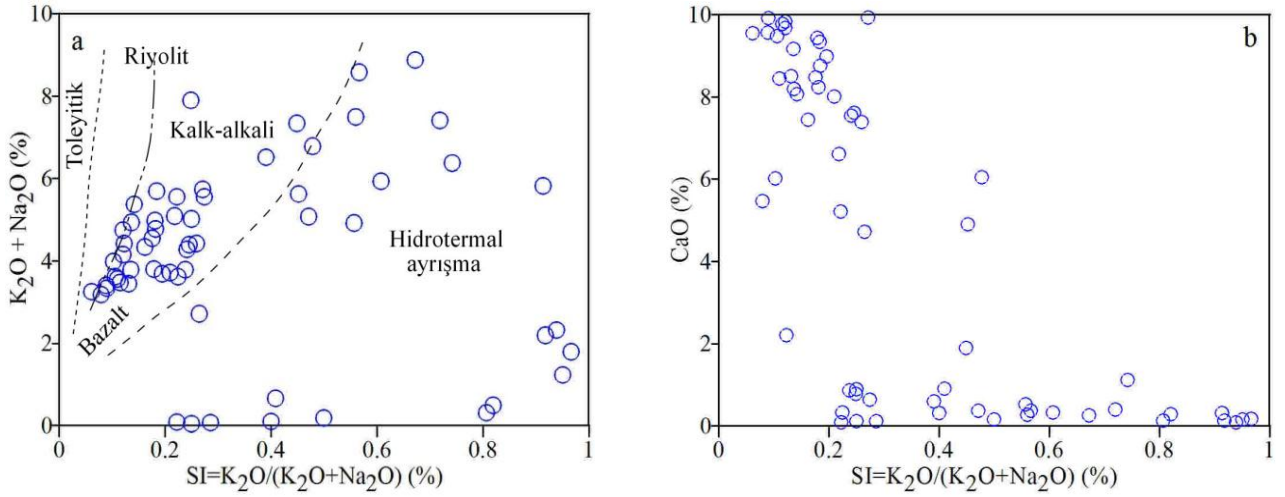 a
b
Riyolit
Toleyitik
Kalk-alkali
Bazalt
Hidrotermal
ayrışma
10
8
6
4
2
0
K₂O + Na₂O (%)
0
0.2
0.4
0.6
0.8
1
SI=K₂O/(K₂O+Na₂O) (%)
10
8
6
4
2
0
CaO (%)
0
0.2
0.4
0.6
0.8
1
SI=K₂O/(K₂O+Na₂O) (%)